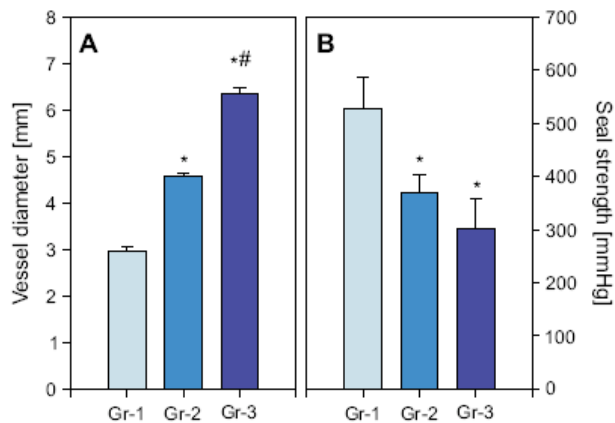 A
B
8
7
6
5
4
3
2
1
0
Vessel diameter [mm]
*
*#
Gr-1
Gr-2
Gr-3
*
*
Gr-1
Gr-2
Gr-3
700
600
500
400
300
200
100
0
Seal strength [mmHg]